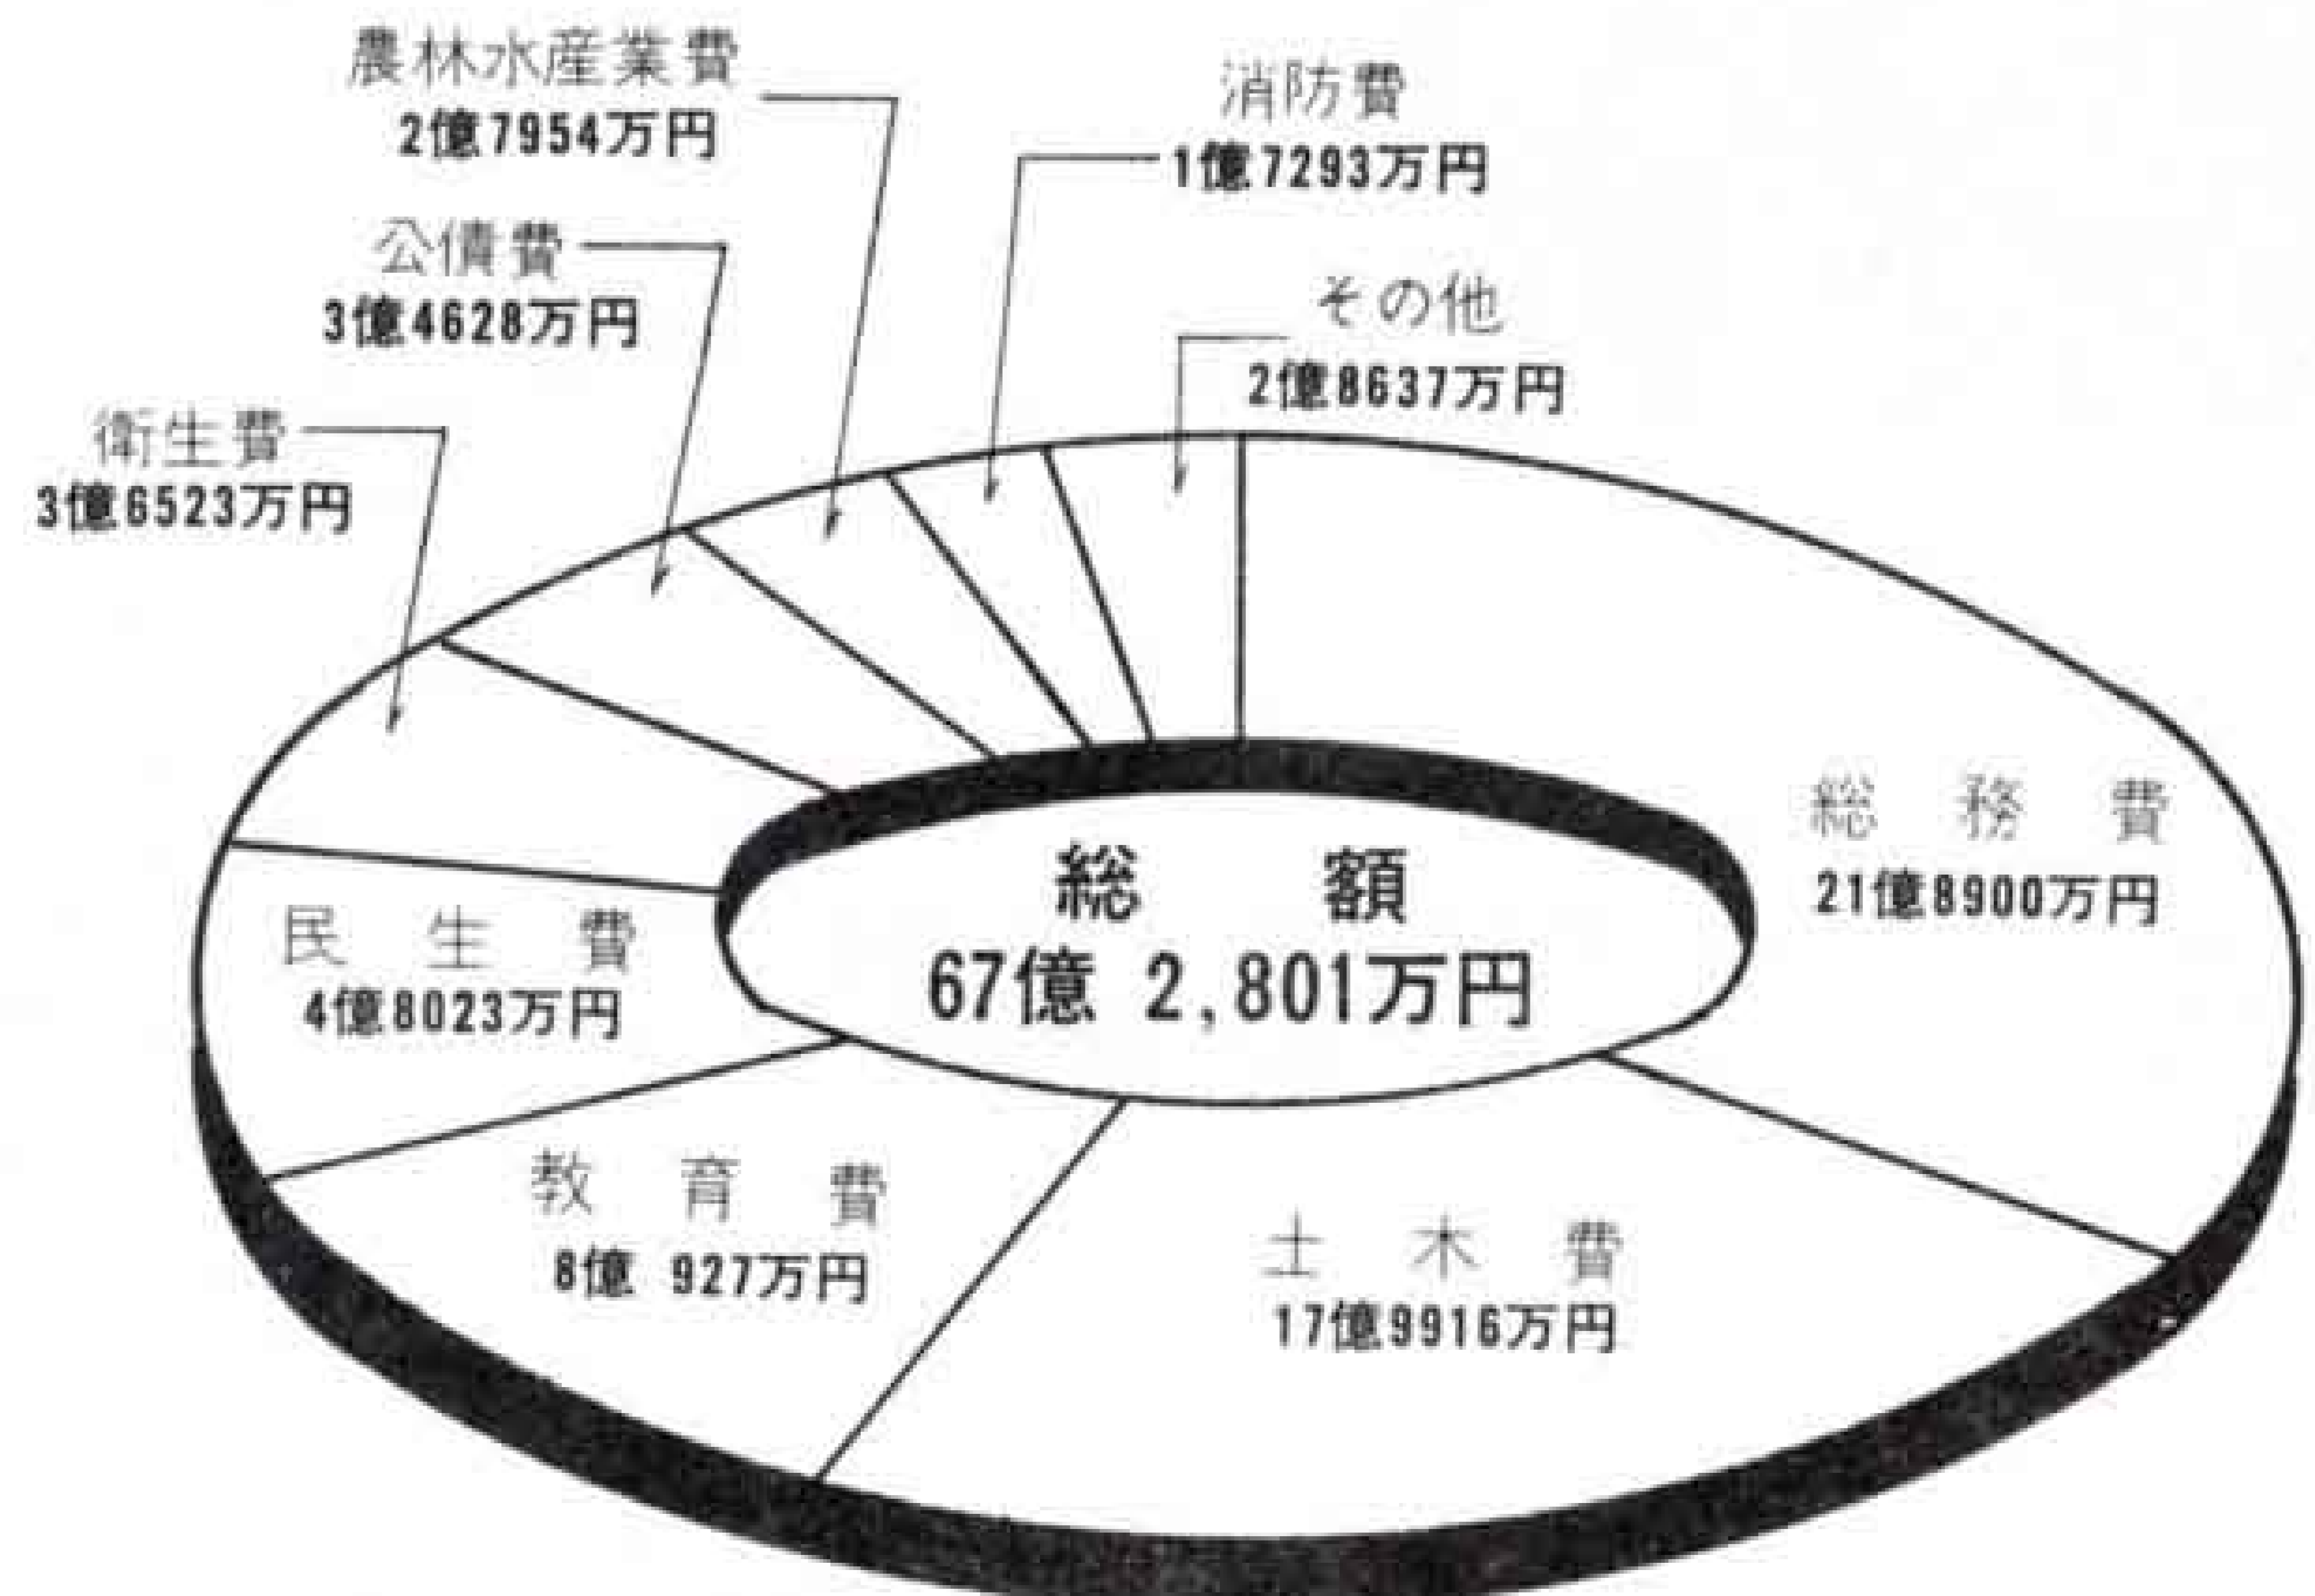 農林水産業費
2億7954万円
消防費
1億7293万円
公債費
3億4628万円
その他
2億8637万円
衛生費
3億6523万円
総務費
21億8900万円
総額
67億2,801万円
民生費
4億8023万円
教育費
8億 927万円
土木費
17億9916万円